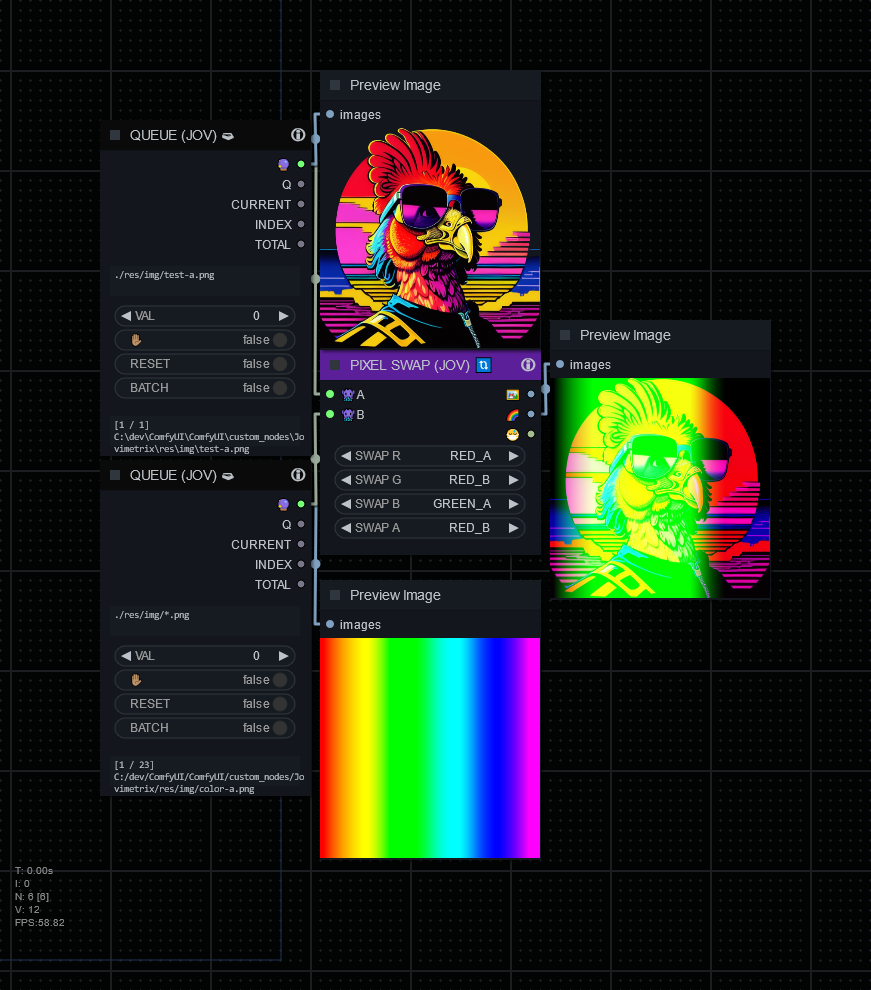 Preview Image
images
QUEUE (JOV)
Q
CURRENT
INDEX
TOTAL
./res/img/test-a.png
VAL 0
false
RESET false
BATCH false
[1 / 1]
C:\dev\ComfyUI\ComfyUI\custom_nodes\Jo
vimetrix\res\img\test-a.png
PIXEL SWAP (JOV)
A
B
SWAP R RED_A
SWAP G RED_B
SWAP B GREEN_A
SWAP A RED_B
Preview Image
images
QUEUE (JOV)
Q
CURRENT
INDEX
TOTAL
./res/img/*.png
VAL 0
false
RESET false
BATCH false
[1 / 23]
C:/dev/ComfyUI/ComfyUI/custom_nodes/Jo
vimetrix/res/img/color-a.png
Preview Image
images
T: 0.00s
I: 0
N: 6 [6]
V: 12
FPS:58.82